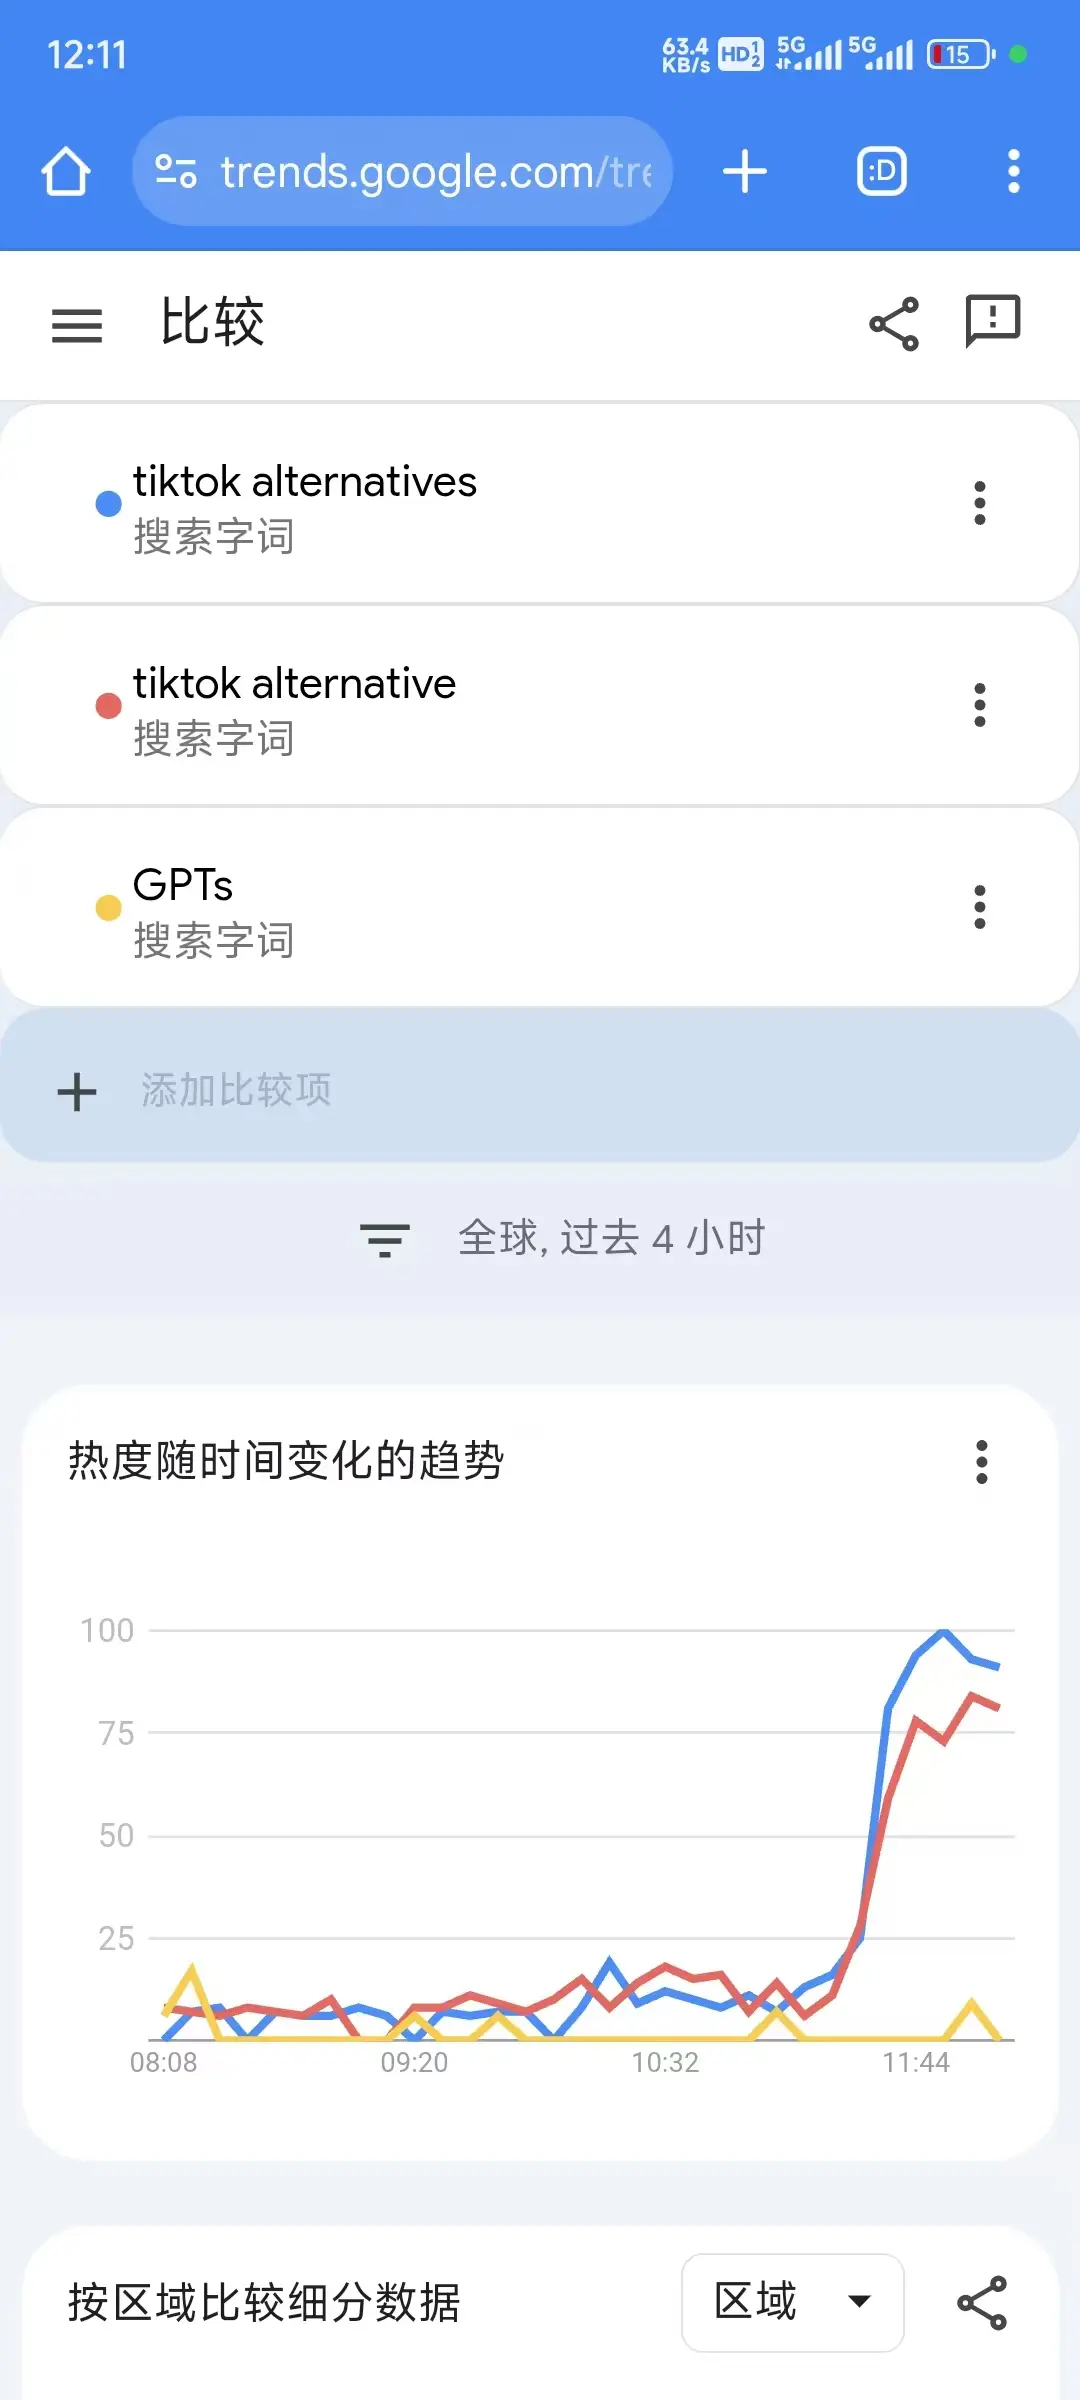 12:11
63.4 KB/s HD 1 2 5G 5G 15
trends.google.com/tre
:D
比较
tiktok alternatives
搜索字词
tiktok alternative
搜索字词
GPTs
搜索字词
添加比较项
全球, 过去 4 小时
热度随时间变化的趋势
100
75
50
25
08:08 09:20 10:32 11:44
按区域比较细分数据 区域